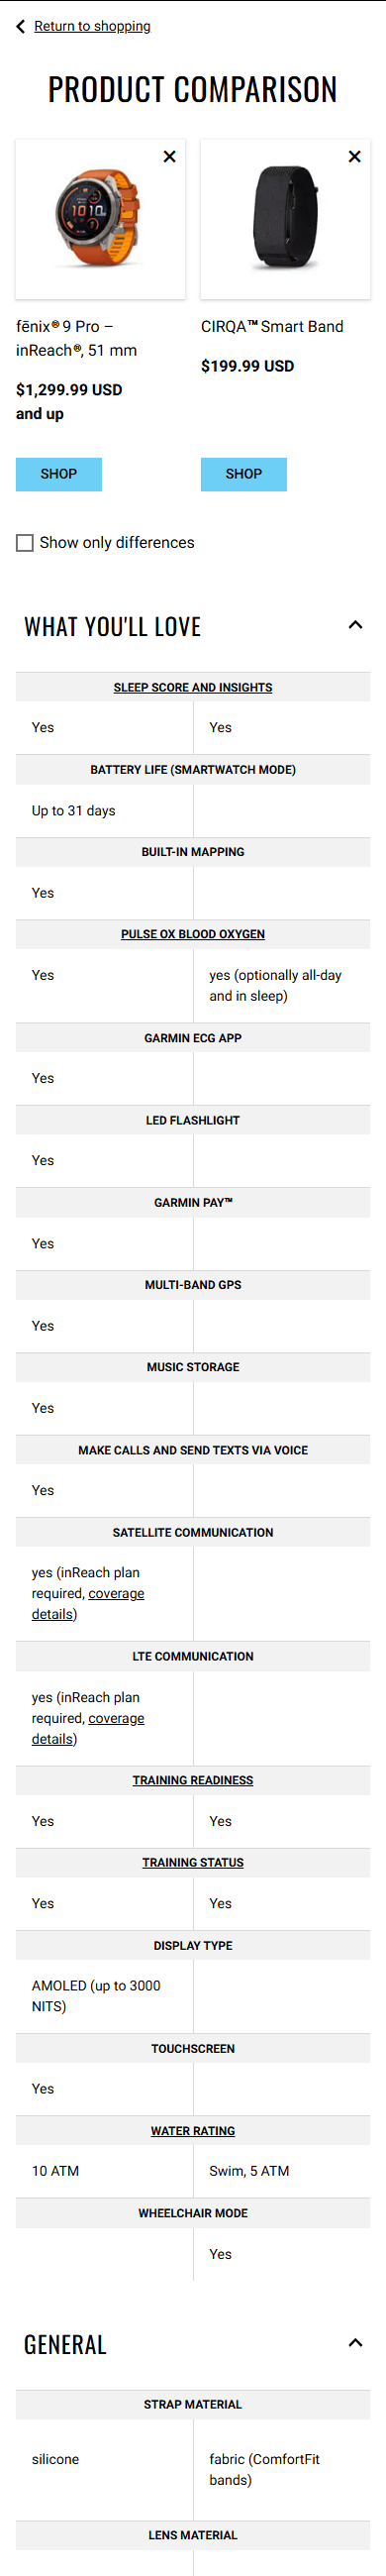 Return to shopping
PRODUCT COMPARISON
fēnix® 9 Pro –
inReach®, 51 mm
$1,299.99 USD
and up
SHOP
CIRQA™ Smart Band
$199.99 USD
SHOP
Show only differences
WHAT YOU'LL LOVE
SLEEP SCORE AND INSIGHTS
Yes
Yes
BATTERY LIFE (SMARTWATCH MODE)
Up to 31 days
BUILT-IN MAPPING
Yes
PULSE OX BLOOD OXYGEN
Yes
yes (optionally all-day
and in sleep)
GARMIN ECG APP
Yes
LED FLASHLIGHT
Yes
GARMIN PAY™
Yes
MULTI-BAND GPS
Yes
MUSIC STORAGE
Yes
MAKE CALLS AND SEND TEXTS VIA VOICE
Yes
SATELLITE COMMUNICATION
yes (inReach plan
required, coverage
details)
LTE COMMUNICATION
yes (inReach plan
required, coverage
details)
TRAINING READINESS
Yes
Yes
TRAINING STATUS
Yes
Yes
DISPLAY TYPE
AMOLED (up to 3000
NITS)
TOUCHSCREEN
Yes
WATER RATING
10 ATM
Swim, 5 ATM
WHEELCHAIR MODE
Yes
GENERAL
STRAP MATERIAL
silicone
fabric (ComfortFit
bands)
LENS MATERIAL